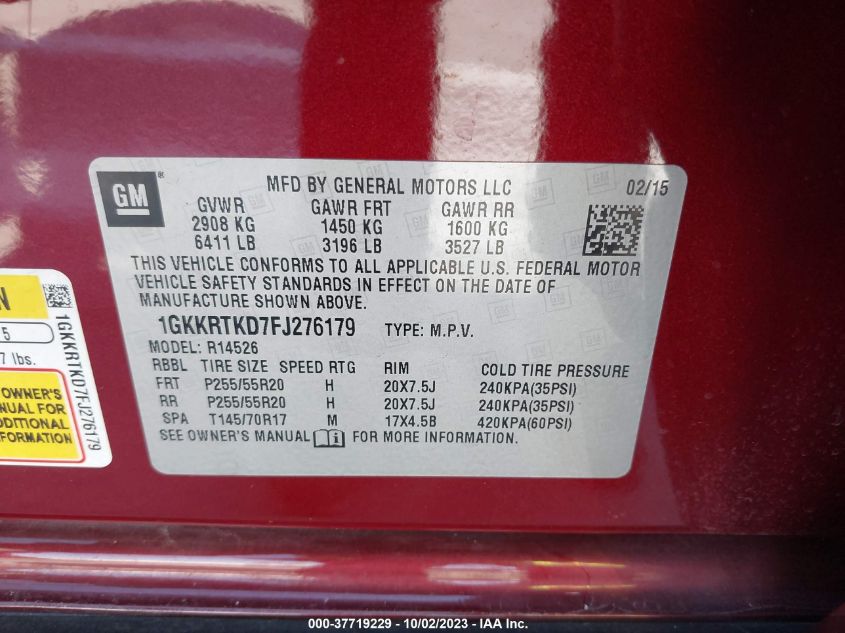 GM
®
MFD BY GENERAL MOTORS LLC 02/15
GVWR GAWR FRT GAWR RR
2908 KG 1450 KG 1600 KG
6411 LB 3196 LB 3527 LB
THIS VEHICLE CONFORMS TO ALL APPLICABLE U.S. FEDERAL MOTOR
VEHICLE SAFETY STANDARDS IN EFFECT ON THE DATE OF
MANUFACTURE SHOWN ABOVE.
1GKKRTKD7FJ276179 TYPE: M.P.V.
MODEL: R14526
RBBL TIRE SIZE SPEED RTG RIM COLD TIRE PRESSURE
FRT P255/55R20 H 20X7.5J 240KPA(35PSI)
RR P255/55R20 H 20X7.5J 240KPA(35PSI)
SPA T145/70R17 M 17X4.5B 420KPA(60PSI)
SEE OWNER'S MANUAL FOR MORE INFORMATION.
N
5
7 lbs.
OWNER'S
MANUAL FOR
ADDITIONAL
INFORMATION
1GKKRTKD7FJ276179
000-37719229 - 10/02/2023 - IAA Inc.